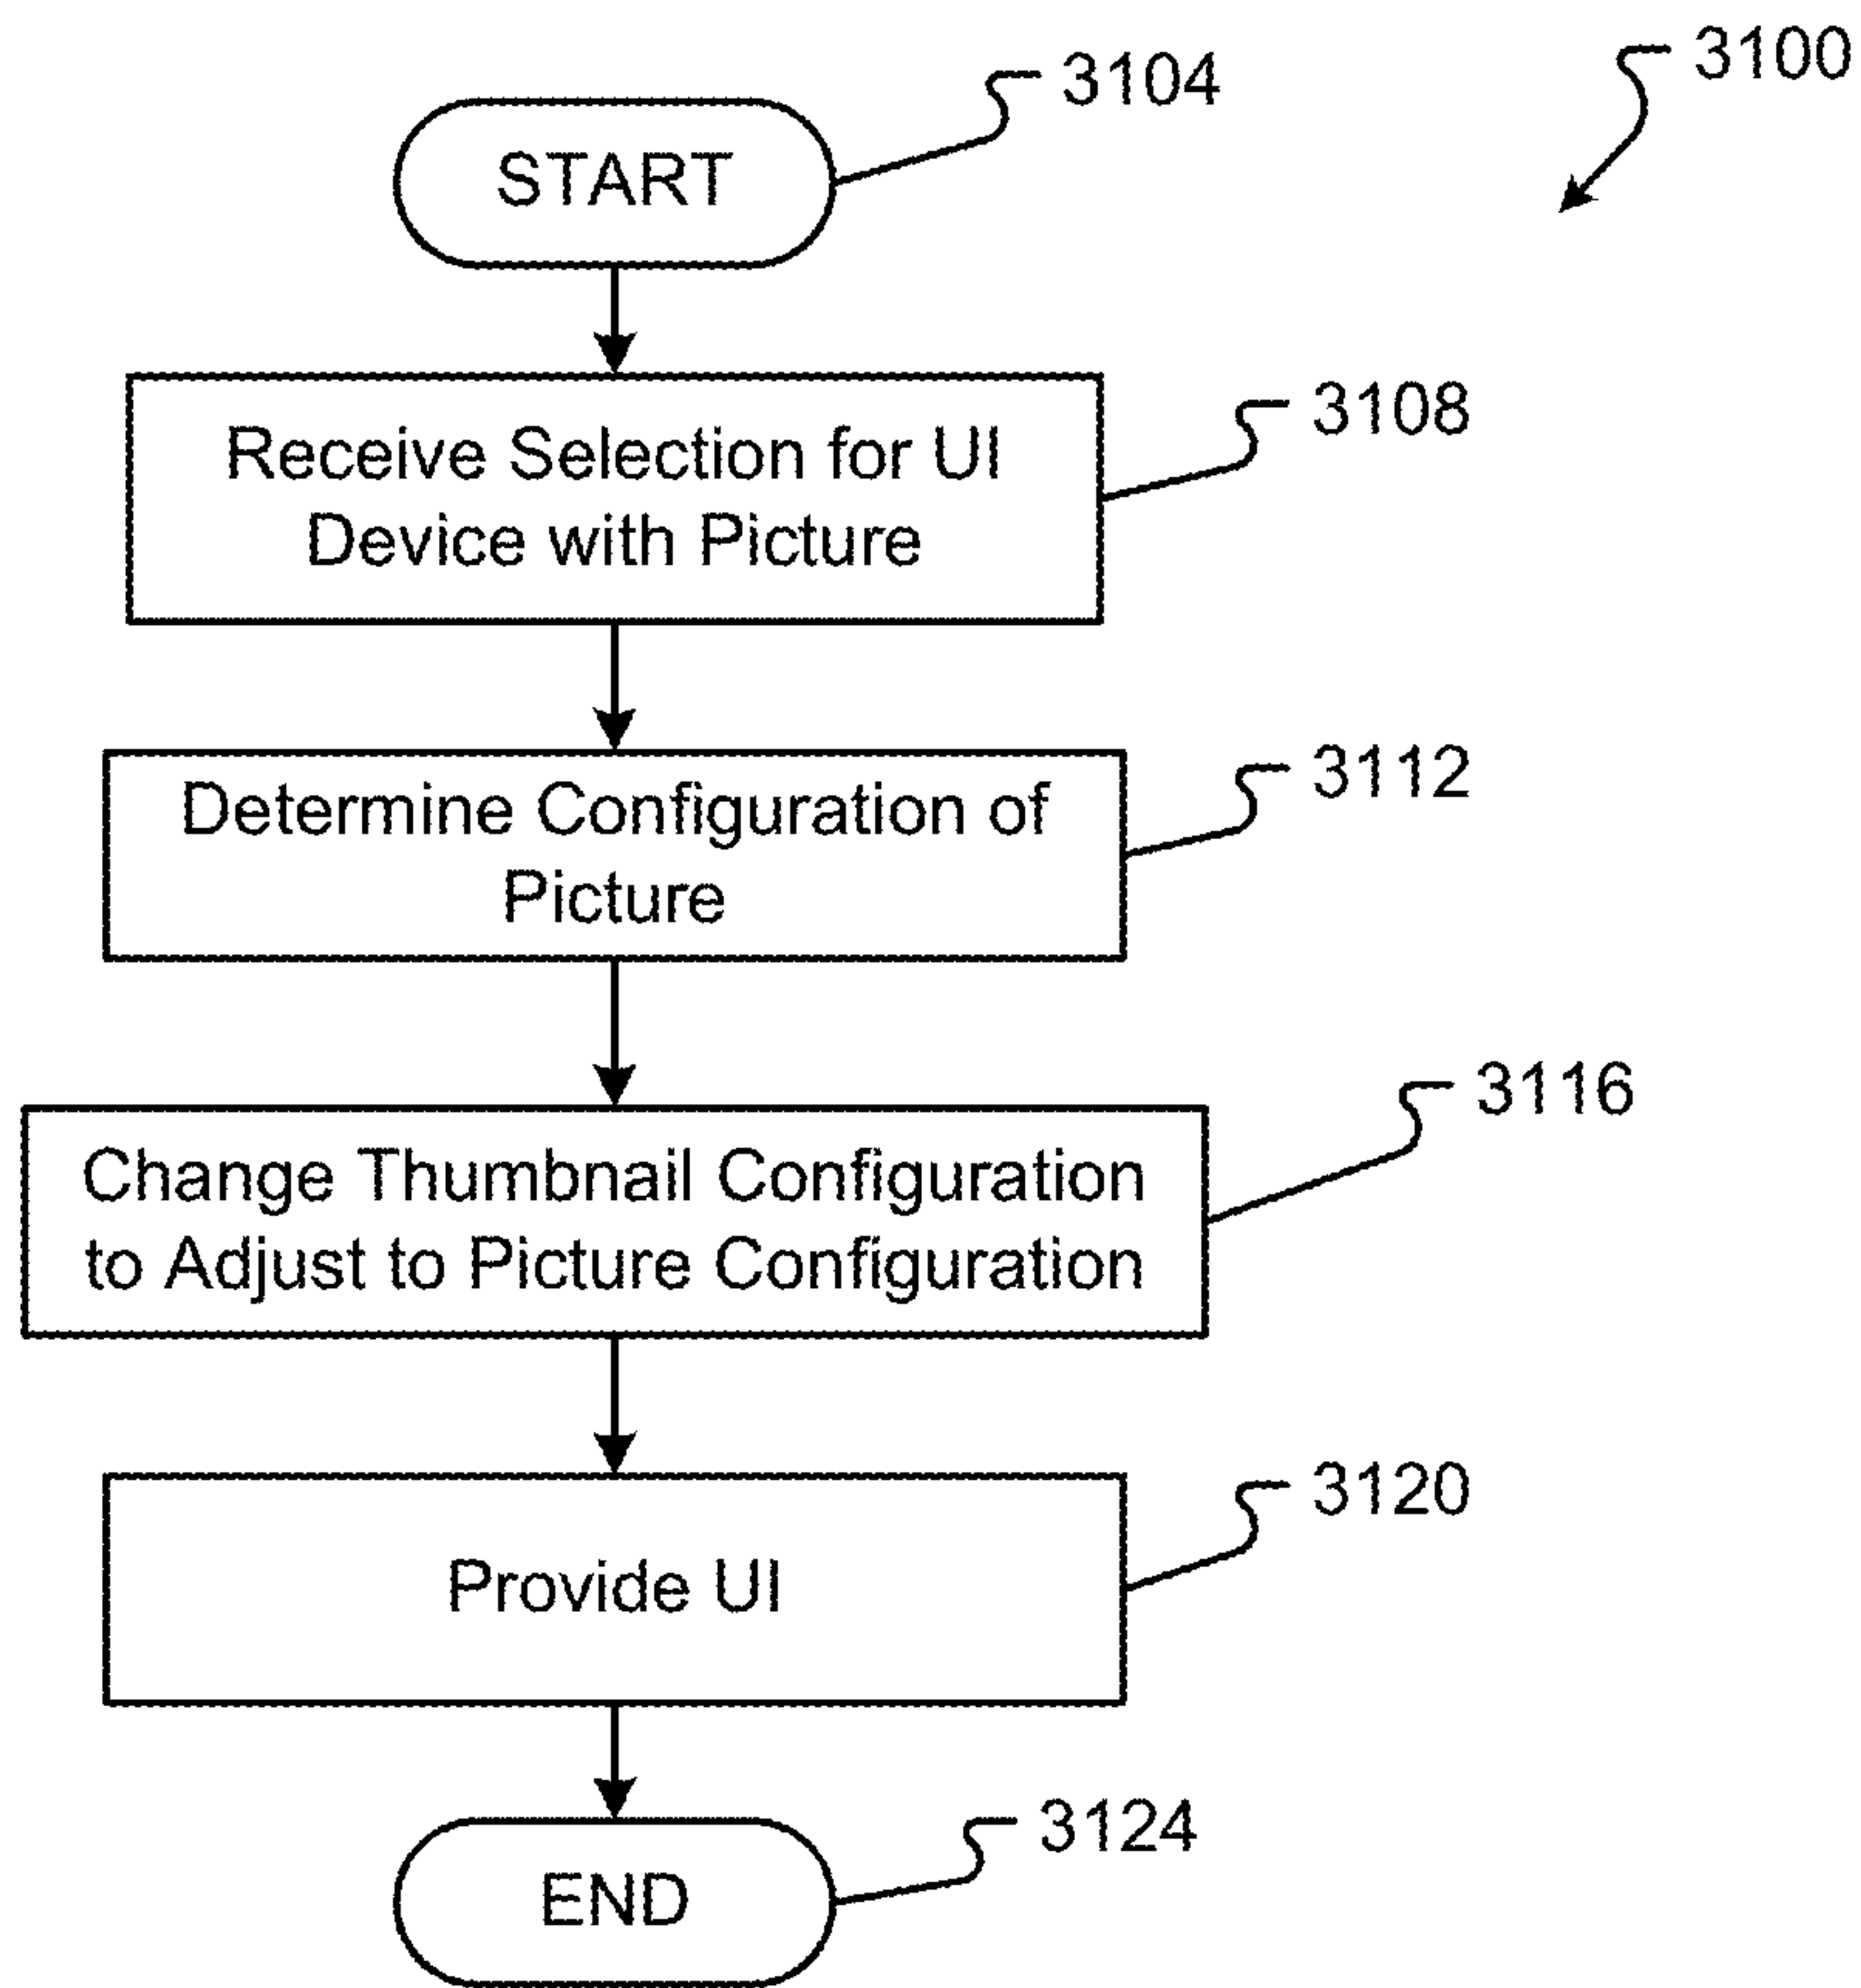 3100
START
3104
Receive Selection for UI
Device with Picture
3108
Determine Configuration of
Picture
3112
Change Thumbnail Configuration
to Adjust to Picture Configuration
3116
Provide UI
3120
END
3124